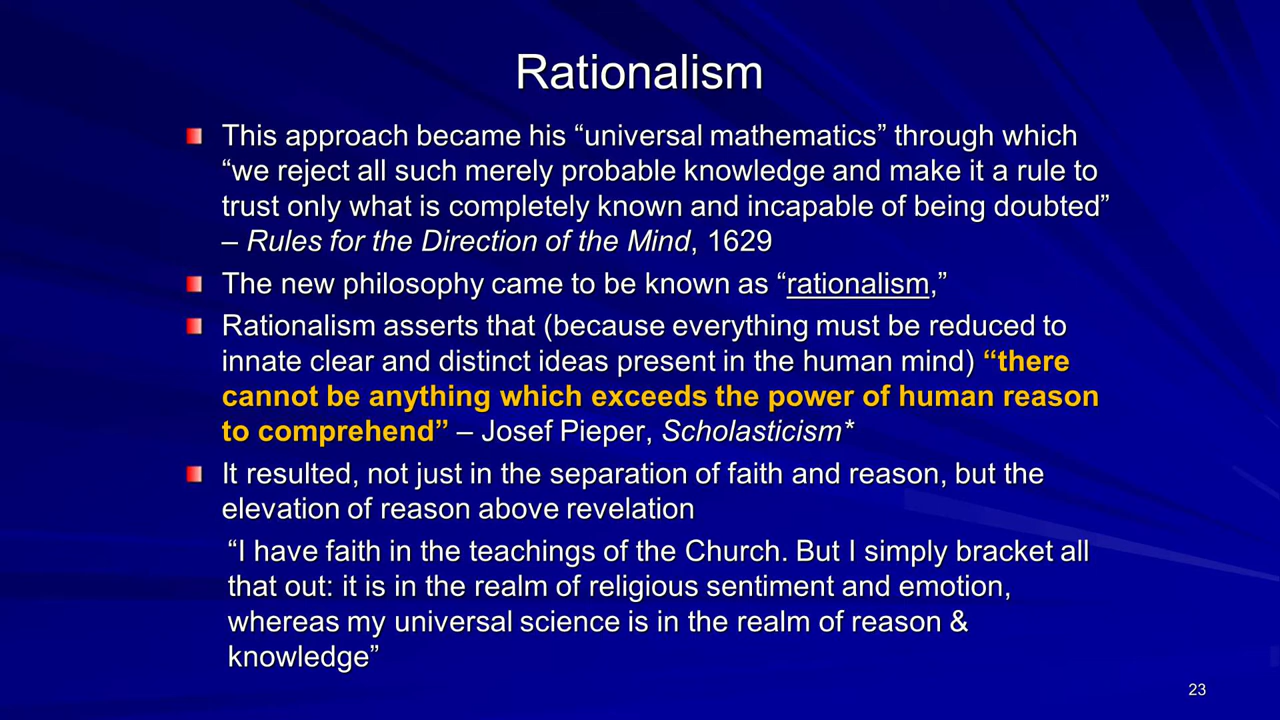 Rationalism
This approach became his “universal mathematics” through which
“we reject all such merely probable knowledge and make it a rule to
trust only what is completely known and incapable of being doubted”
– Rules for the Direction of the Mind, 1629
The new philosophy came to be known as “rationalism,”
Rationalism asserts that (because everything must be reduced to
innate clear and distinct ideas present in the human mind) “there
cannot be anything which exceeds the power of human reason
to comprehend” – Josef Pieper, Scholasticism*
It resulted, not just in the separation of faith and reason, but the
elevation of reason above revelation
“I have faith in the teachings of the Church. But I simply bracket all
that out: it is in the realm of religious sentiment and emotion,
whereas my universal science is in the realm of reason &
knowledge”
23